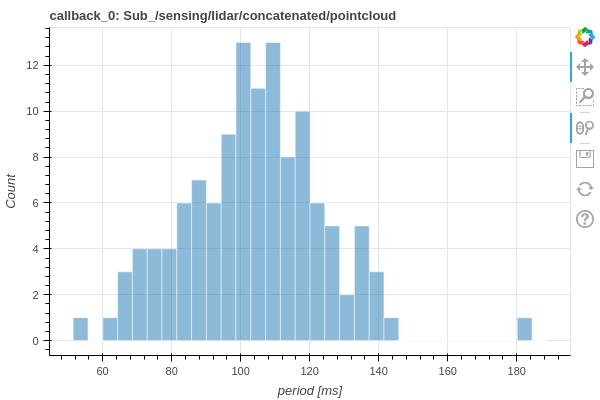 callback_0: Sub_/sensing/lidar/concatenated/pointcloud
12
10
8
6
4
2
0
Count
60 80 100 120 140 160 180
period [ms]